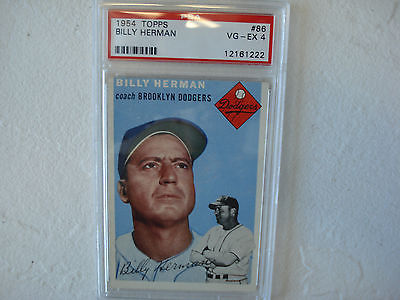 1954 TOPPS #86
BILLY HERMAN VG-EX 4
12161222
BILLY HERMAN
coach BROOKLYN DODGERS
Dodgers
Billy Herman